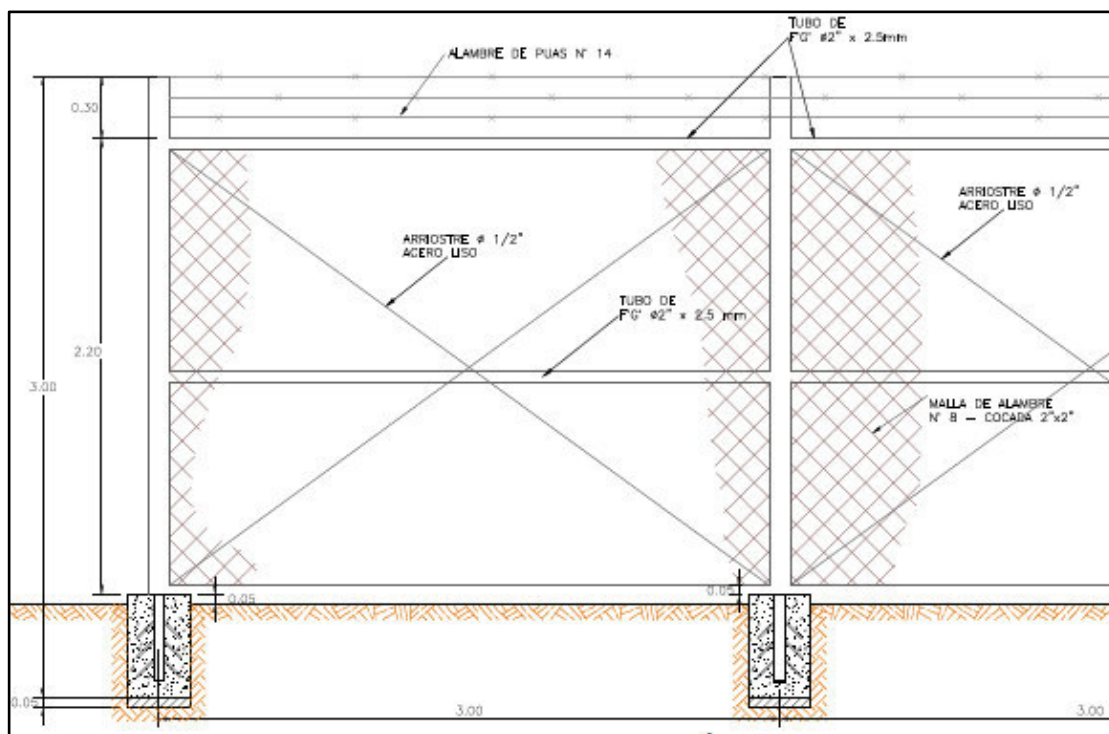 TUBO DE
F'G' ø2" x 2.5mm
ALAMBRE DE PUAS N' 14
0.30
ARRIOSTRE ø 1/2"
ACERO LISO
ARRIOSTRE ø 1/2"
ACERO LISO
TUBO DE
F'G' ø2" x 2.5 mm
2.20
3.00
MALLA DE ALAMBRE
N' 8 – COCADA 2"x2"
0.05
0.05
0.05
3.00
3.00